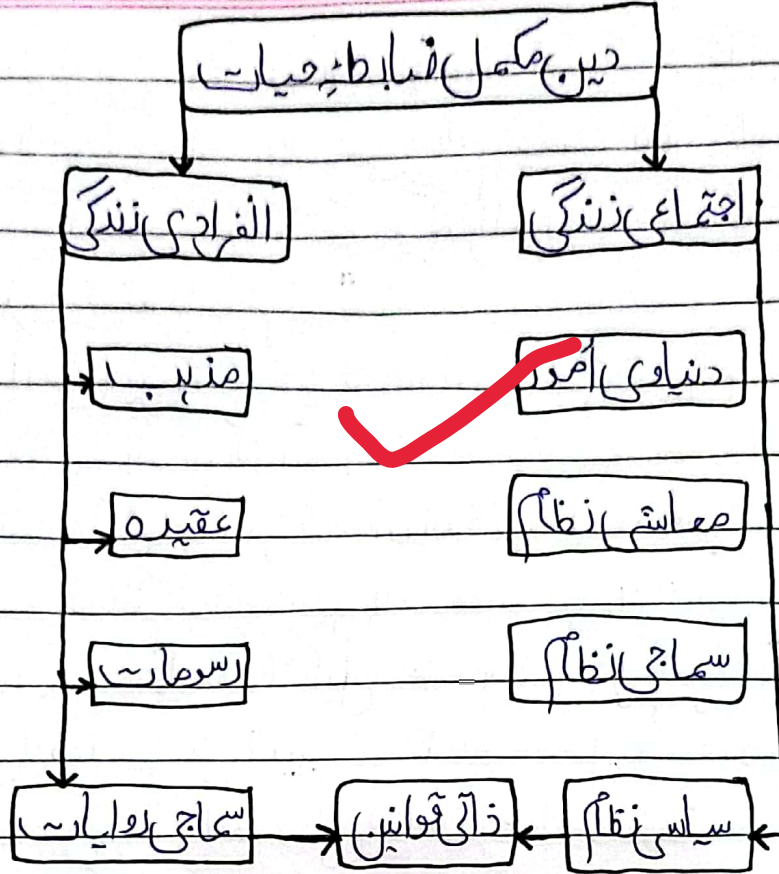 دین مکمل ضابطۂ حیات
اجتماعی زندگی
انفرادی زندگی
دنیاوی اُمور
مذہب
معاشی نظام
عقیدہ
سماجی نظام
رسومات
سیاسی نظام
ذاتی قوانین
سماجی روایات